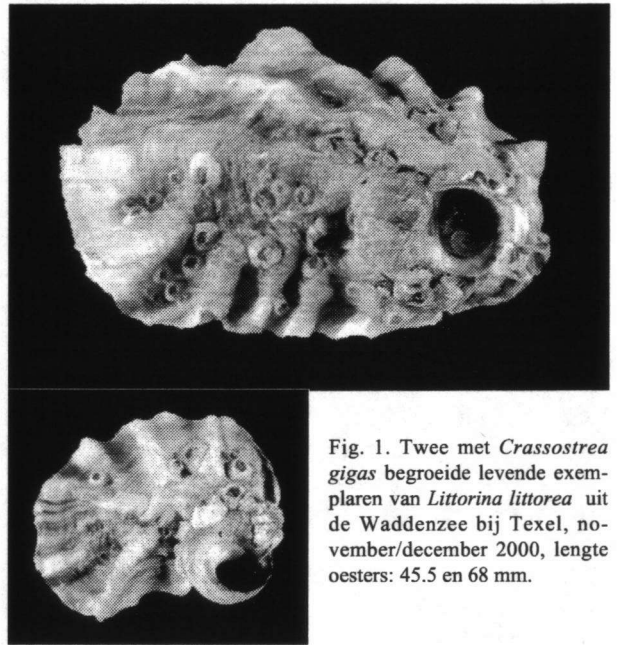 Fig. 1. Twee met Crassostrea
gigas begroeide levende exem-
plaren van Littorina littorea uit
de Waddenzee bij Texel, no-
vember/december 2000, lengte
oesters: 45.5 en 68 mm.